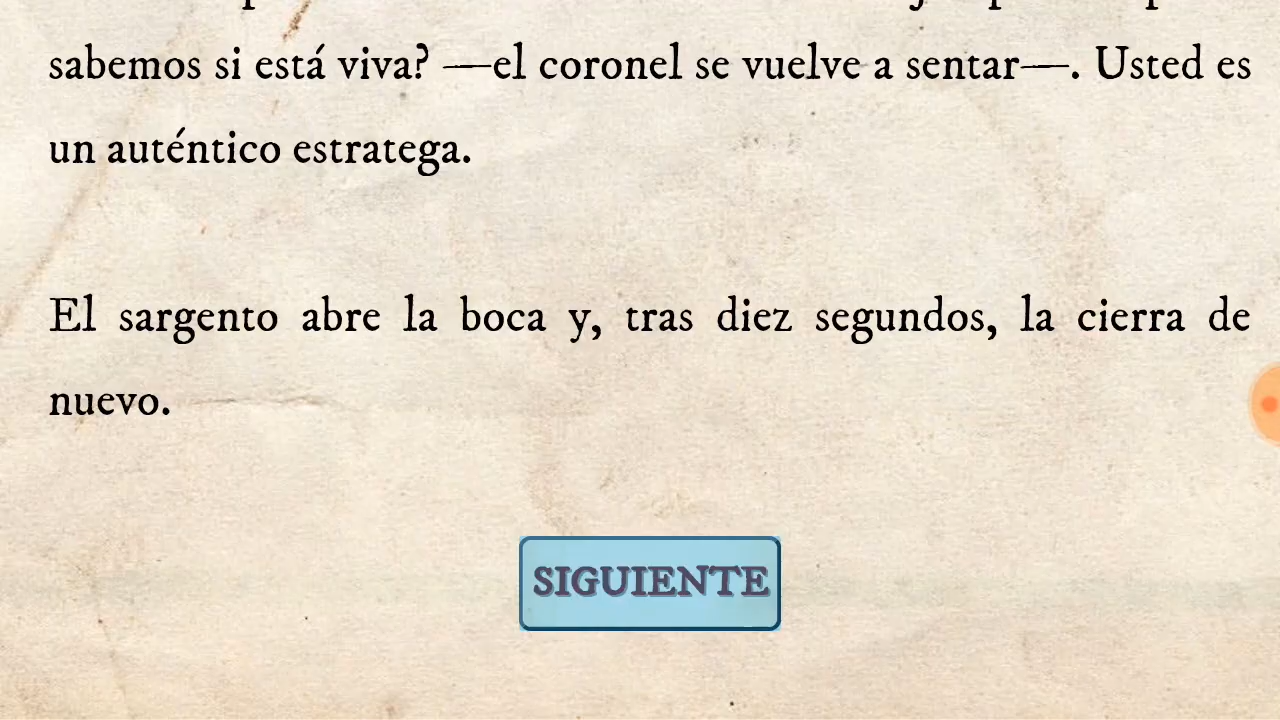 sabemos si está viva? —el coronel se vuelve a sentar—. Usted es
un auténtico estratega.
El sargento abre la boca y, tras diez segundos, la cierra de
nuevo.
SIGUIENTE